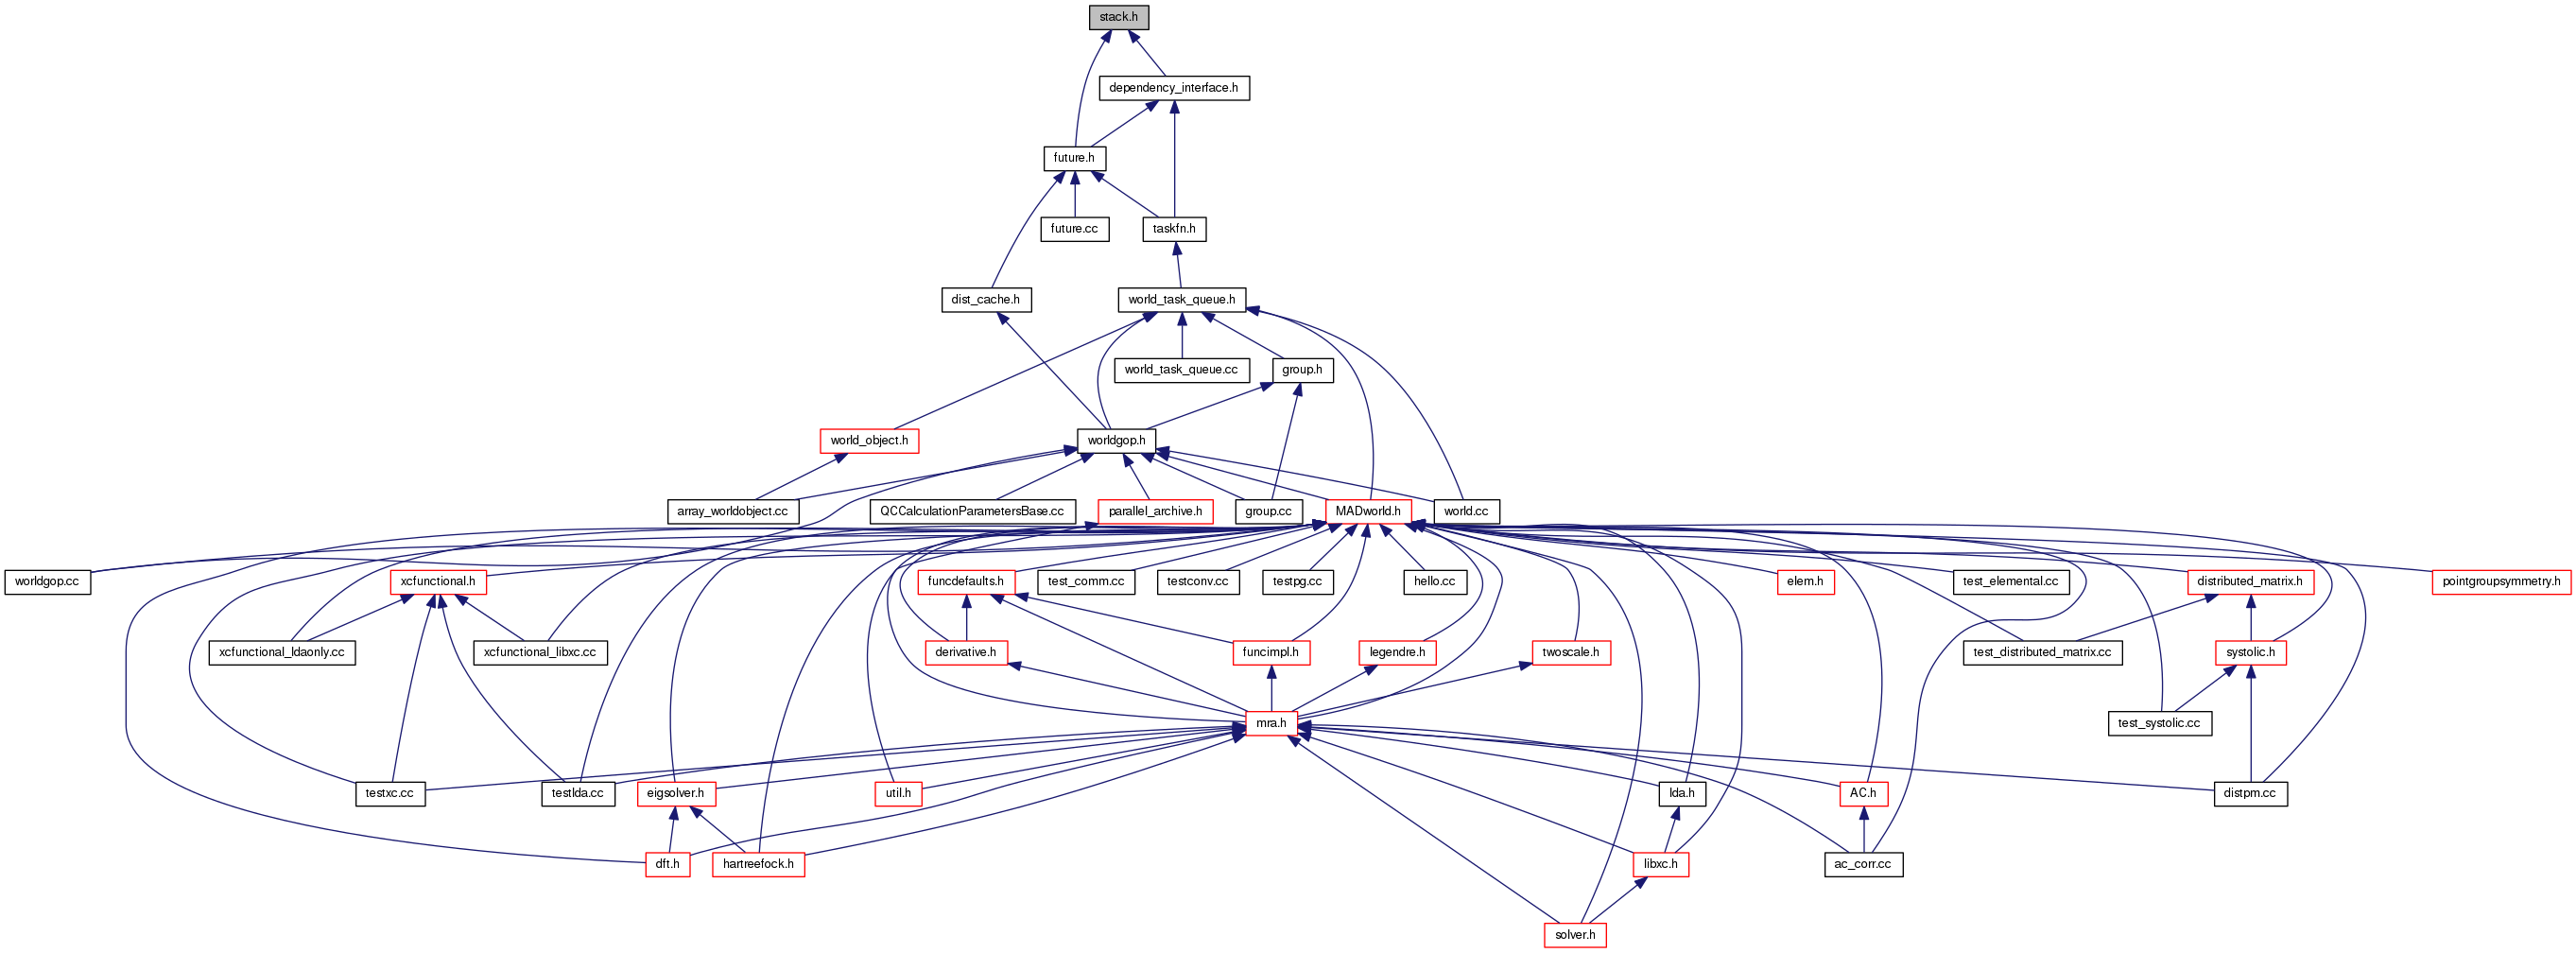 stack.h
dependency_interface.h
future.h
future.cc
taskfn.h
dist_cache.h
world_task_queue.h
world_task_queue.cc
group.h
world_object.h
worldgop.h
array_worldobject.cc
QCCalculationParametersBase.cc
parallel_archive.h
group.cc
MADworld.h
world.cc
worldgop.cc
xcfunctional.h
funcdefaults.h
test_comm.cc
testconv.cc
testpg.cc
hello.cc
elem.h
test_elemental.cc
distributed_matrix.h
pointgroupsymmetry.h
xcfunctional_ldaonly.cc
xcfunctional_libxc.cc
derivative.h
funcimpl.h
legendre.h
twoscale.h
test_distributed_matrix.cc
systolic.h
mra.h
test_systolic.cc
testxc.cc
testlda.cc
eigsolver.h
util.h
lda.h
AC.h
distpm.cc
dft.h
hartreefock.h
libxc.h
ac_corr.cc
solver.h